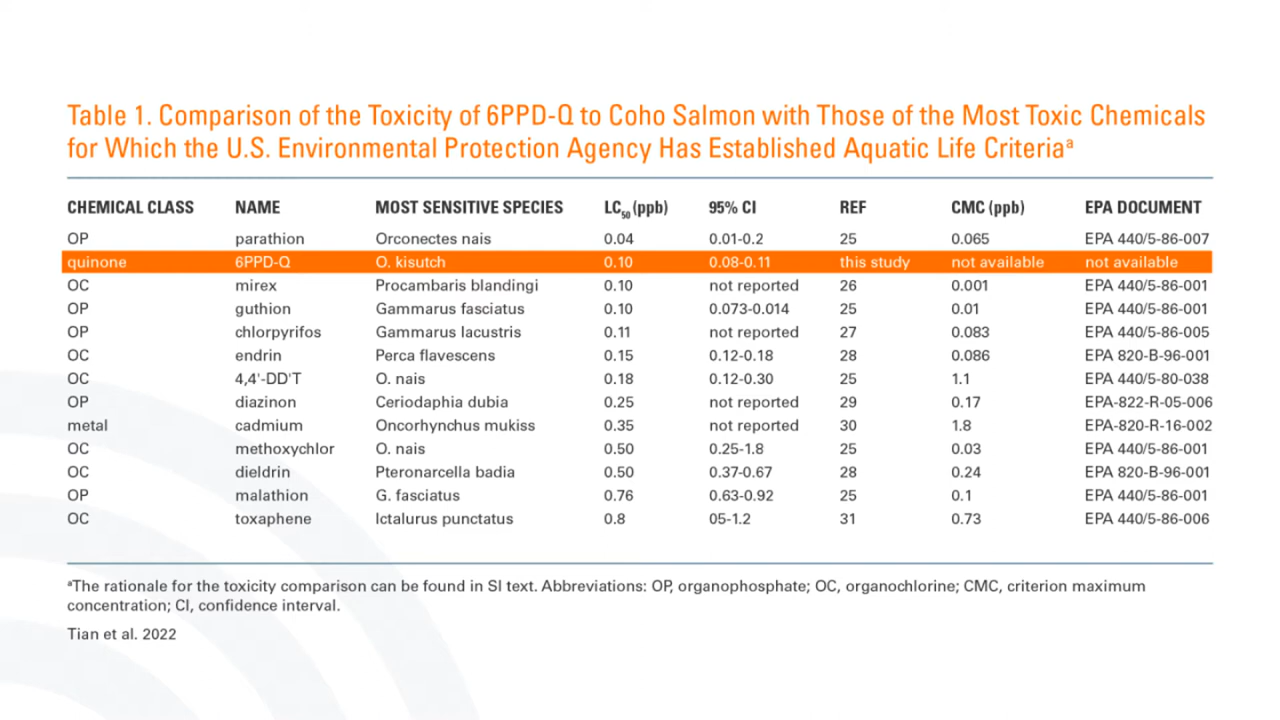 Table 1. Comparison of the Toxicity of 6PPD-Q to Coho Salmon with Those of the Most Toxic Chemicals
for Which the U.S. Environmental Protection Agency Has Established Aquatic Life Criteriaᵃ
CHEMICAL CLASS NAME MOST SENSITIVE SPECIES LC₅₀ (ppb) 95% CI REF CMC (ppb) EPA DOCUMENT
OP parathion Orconectes nais 0.04 0.01-0.2 25 0.065 EPA 440/5-86-007
quinone 6PPD-Q O. kisutch 0.10 0.08-0.11 this study not available not available
OC mirex Procambaris blandingi 0.10 not reported 26 0.001 EPA 440/5-86-001
OP guthion Gammarus fasciatus 0.10 0.073-0.014 25 0.01 EPA 440/5-86-001
OP chlorpyrifos Gammarus lacustris 0.11 not reported 27 0.083 EPA 440/5-86-005
OC endrin Perca flavescens 0.15 0.12-0.18 28 0.086 EPA 820-B-96-001
OC 4,4'-DD'T O. nais 0.18 0.12-0.30 25 1.1 EPA 440/5-80-038
OP diazinon Ceriodaphia dubia 0.25 not reported 29 0.17 EPA-822-R-05-006
metal cadmium Oncorhynchus mukiss 0.35 not reported 30 1.8 EPA-820-R-16-002
OC methoxychlor O. nais 0.50 0.25-1.8 25 0.03 EPA 440/5-86-001
OC dieldrin Pteronarcella badia 0.50 0.37-0.67 28 0.24 EPA 820-B-96-001
OP malathion G. fasciatus 0.76 0.63-0.92 25 0.1 EPA 440/5-86-001
OC toxaphene Ictalurus punctatus 0.8 05-1.2 31 0.73 EPA 440/5-86-006
ᵃThe rationale for the toxicity comparison can be found in SI text. Abbreviations: OP, organophosphate; OC, organochlorine; CMC, criterion maximum
concentration; CI, confidence interval.
Tian et al. 2022